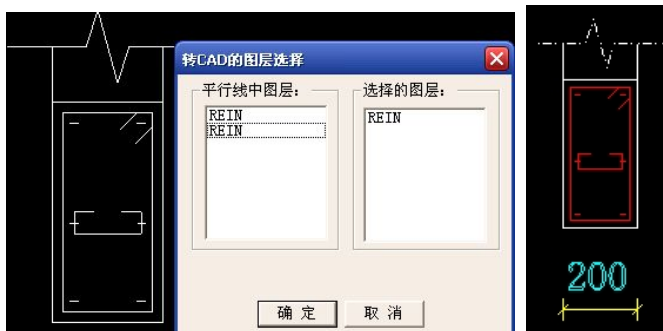 转CAD的图层选择
平行线中图层：
REIN
REIN
选择的图层：
REIN
确 定
取 消
200